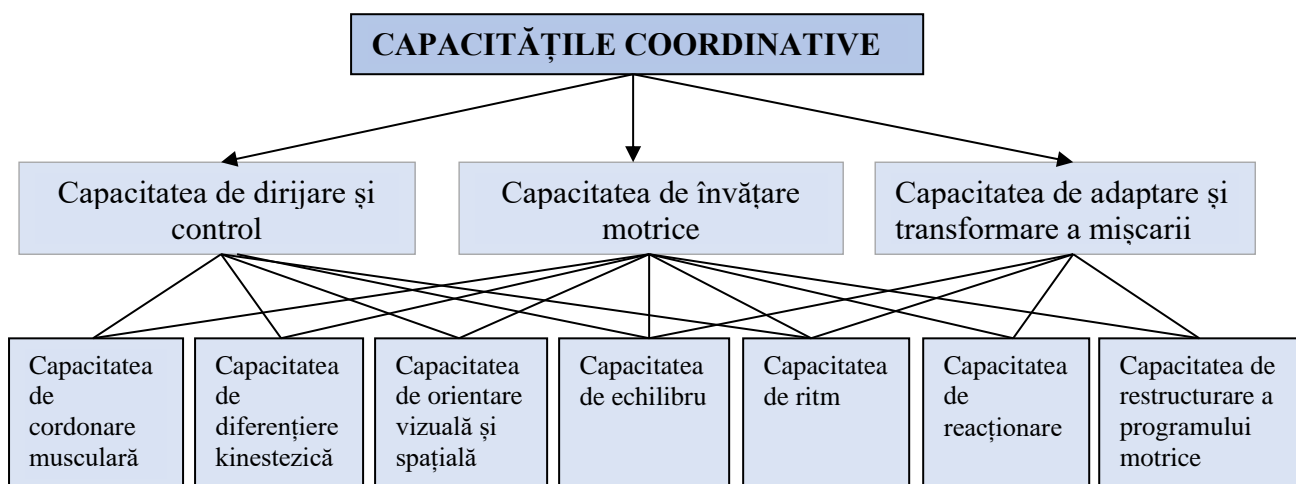 CAPACITĂȚILE COORDINATIVE
Capacitatea de dirijare și
control
Capacitatea de învățare
motrice
Capacitatea de adaptare și
transformare a mișcarii
Capacitatea
de
cordonare
musculară
Capacitatea
de
diferențiere
kinestezică
Capacitatea
de orientare
vizuală și
spațială
Capacitatea
de echilibru
Capacitatea
de ritm
Capacitatea
de
reacționare
Capacitatea de
restructurare a
programului
motrice